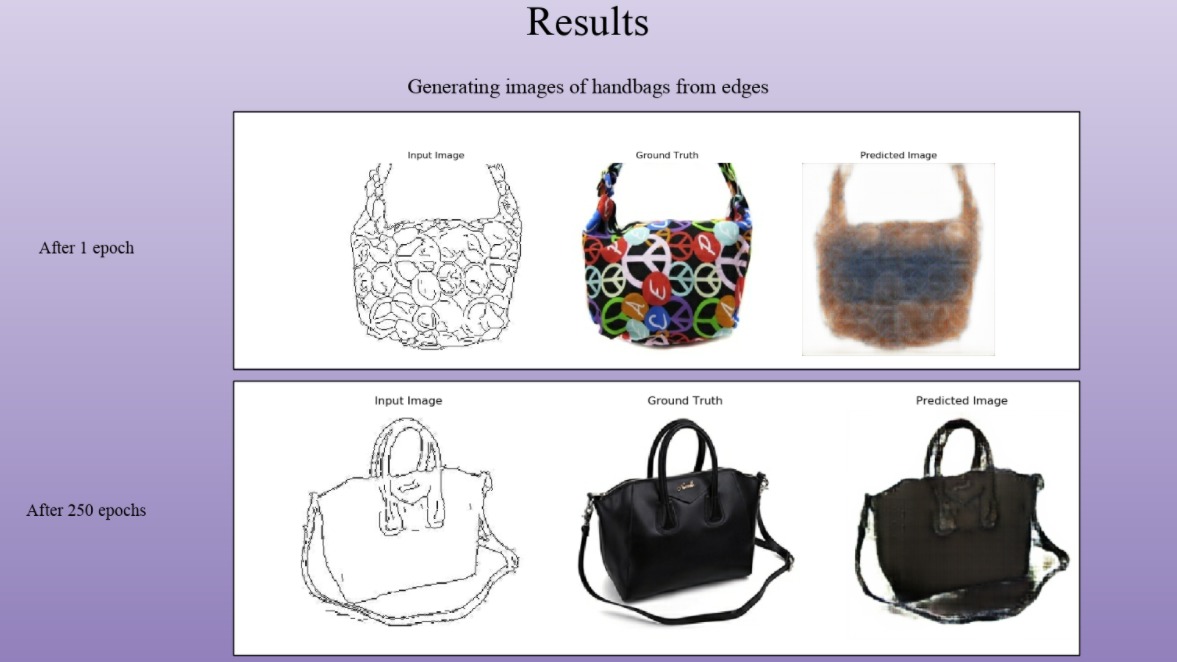 Results
Generating images of handbags from edges
After 1 epoch
Input Image
Ground Truth
Predicted Image
After 250 epochs
Input Image
Ground Truth
Predicted Image